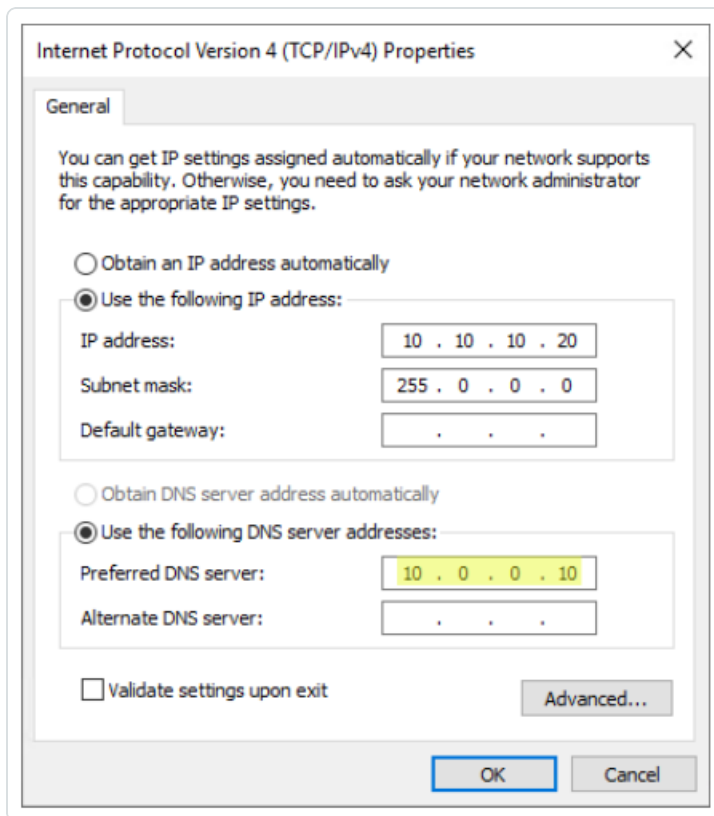 Internet Protocol Version 4 (TCP/IPv4) Properties
General
You can get IP settings assigned automatically if your network supports
this capability. Otherwise, you need to ask your network administrator
for the appropriate IP settings.
Obtain an IP address automatically
Use the following IP address:
IP address: 10 . 10 . 10 . 20
Subnet mask: 255 . 0 . 0 . 0
Default gateway: . . .
Obtain DNS server address automatically
Use the following DNS server addresses:
Preferred DNS server: 10 . 0 . 0 . 10
Alternate DNS server: . . .
Validate settings upon exit
Advanced...
OK Cancel